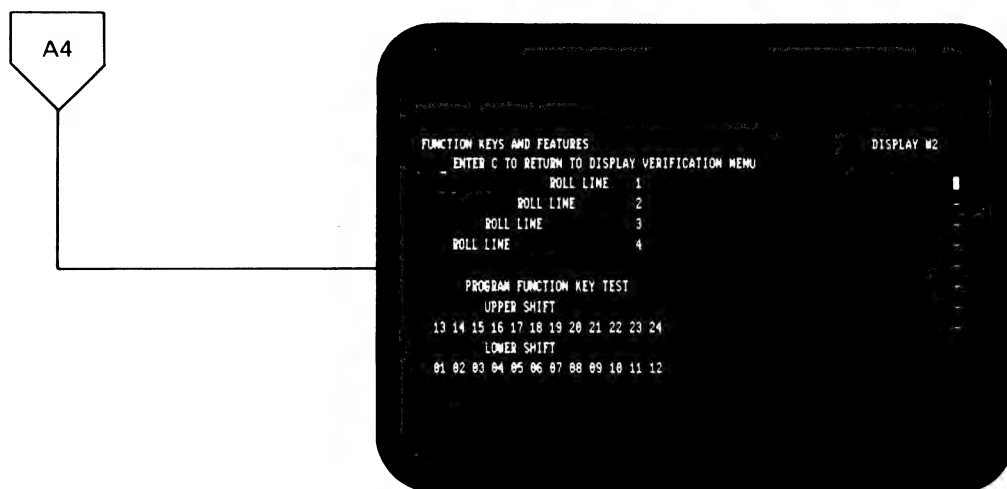 A4
FUNCTION KEYS AND FEATURES DISPLAY W2
ENTER C TO RETURN TO DISPLAY VERIFICATION MENU
ROLL LINE 1
ROLL LINE 2
ROLL LINE 3
ROLL LINE 4
PROGRAM FUNCTION KEY TEST
UPPER SHIFT
13 14 15 16 17 18 19 20 21 22 23 24
LOWER SHIFT
01 02 03 04 05 06 07 08 09 10 11 12